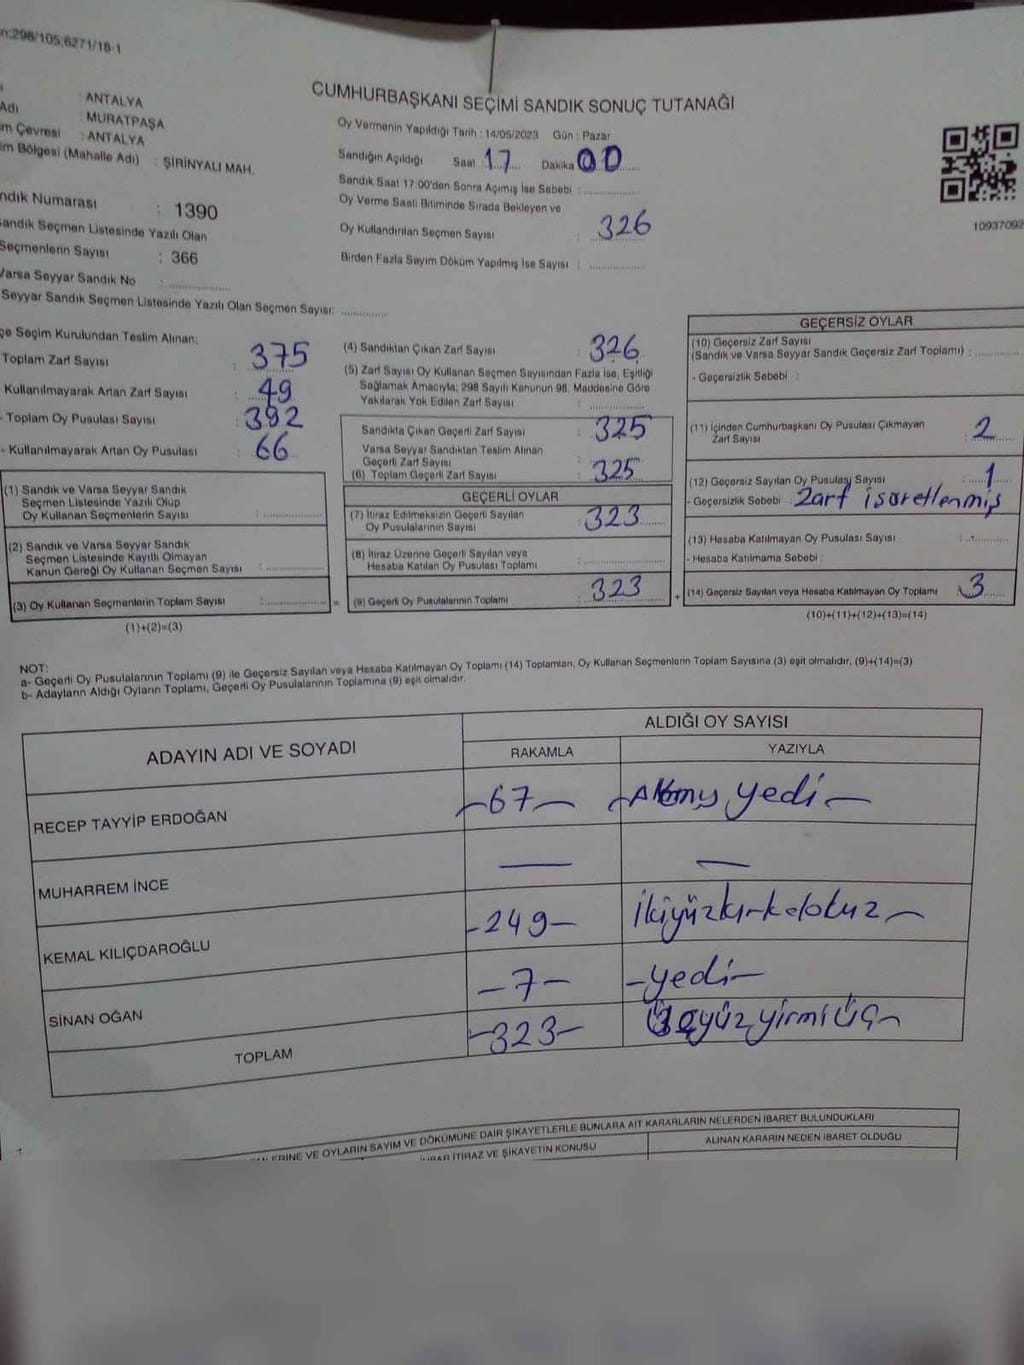 298/105,6271/18-1
CUMHURBAŞKANI SEÇİMİ SANDIK SONUÇ TUTANAĞI
: ANTALYA
Adı : MURATPAŞA
m Çevresi : ANTALYA
im Bölgesi (Mahalle Adı) : ŞİRİNYALI MAH.
ndık Numarası : 1390
andık Seçmen Listesinde Yazılı Olan
Seçmenlerin Sayısı : 366
Varsa Seyyar Sandık No :
Seyyar Sandık Seçmen Listesinde Yazılı Olan Seçmen Sayısı:
Oy Vermenin Yapıldığı Tarih : 14/05/2023 Gün : Pazar
Sandığın Açıldığı Saat 17 Dakika 00
Sandık Saat 17:00'den Sonra Açımış İse Sebebi :
Oy Verme Saati Bitiminde Sırada Bekleyen ve
Oy Kullandırılan Seçmen Sayısı : 326
Birden Fazla Sayım Döküm Yapılmış İse Sayısı :
10937092
çe Seçim Kurulundan Teslim Alınan;
Toplam Zarf Sayısı : 375
Kullanılmayarak Artan Zarf Sayısı : 49
- Toplam Oy Pusulası Sayısı : 392
- Kullanılmayarak Artan Oy Pusulası : 66
(1) Sandık ve Varsa Seyyar Sandık
Seçmen Listesinde Yazılı Olup
Oy Kullanan Seçmenlerin Sayısı :
(2) Sandık ve Varsa Seyyar Sandık
Seçmen Listesinde Kayıtlı Olmayan
Kanun Gereği Oy Kullanan Seçmen Sayısı :
(3) Oy Kullanan Seçmenlerin Toplam Sayısı : =
(1)+(2)=(3)
(4) Sandıktan Çıkan Zarf Sayısı : 326
(5) Zarf Sayısı Oy Kullanan Seçmen Sayısından Fazla İse, Eşitliği
Sağlamak Amacıyla; 298 Sayılı Kanunun 98. Maddesine Göre
Yakılarak Yok Edilen Zarf Sayısı :
Sandıkta Çıkan Geçerli Zarf Sayısı : 325
Varsa Seyyar Sandıktan Teslim Alınan
Geçerli Zarf Sayısı :
(6) Toplam Geçerli Zarf Sayısı : 325
GEÇERLİ OYLAR
(7) İtiraz Edilmeksizin Geçerli Sayılan
Oy Pusulalarının Sayısı : 323
(8) İtiraz Üzerine Geçerli Sayılan veya
Hesaba Katılan Oy Pusulası Toplamı :
(9) Geçerli Oy Pusulalarının Toplamı : 323 +
GEÇERSİZ OYLAR
(10) Geçersiz Zarf Sayısı
(Sandık ve Varsa Seyyar Sandık Geçersiz Zarf Toplamı) :
- Geçersizlik Sebebi :
(11) İçinden Cumhurbaşkanı Oy Pusulası Çıkmayan
Zarf Sayısı : 2
(12) Geçersiz Sayılan Oy Pusulası Sayısı : 1
- Geçersizlik Sebebi : Zarf isaretlenmiş
(13) Hesaba Katılmayan Oy Pusulası Sayısı :
- Hesaba Katılmama Sebebi :
(14) Geçersiz Sayılan veya Hesaba Katılmayan Oy Toplamı : 3
(10)+(11)+(12)+(13)=(14)
NOT:
a- Geçerli Oy Pusulalarının Toplamı (9) ile Geçersiz Sayılan veya Hesaba Katılmayan Oy Toplamı (14) Toplamları, Oy Kullanan Seçmenlerin Toplam Sayısına (3) eşit olmalıdır. (9)+(14)=(3)
b- Adayların Aldığı Oyların Toplamı, Geçerli Oy Pusulalarının Toplamına (9) eşit olmalıdır.
ADAYIN ADI VE SOYADI ALDIĞI OY SAYISI
RAKAMLA YAZIYLA
RECEP TAYYİP ERDOĞAN -67- -Altmış yedi-
MUHARREM İNCE — —
KEMAL KILIÇDAROĞLU -249- İkiyüzkırkdokuz-
SİNAN OĞAN -7- -yedi-
TOPLAM -323- Üçyüzyirmiüç-
ERİNE VE OYLARIN SAYIM VE DÖKÜMÜNE DAİR ŞİKAYETLERLE BUNLARA AİT KARARLARIN NELERDEN İBARET BULUNDUKLARI
İTİRAZ VE ŞİKAYETİN KONUSU ALINAN KARARIN NEDEN İBARET OLDUĞU